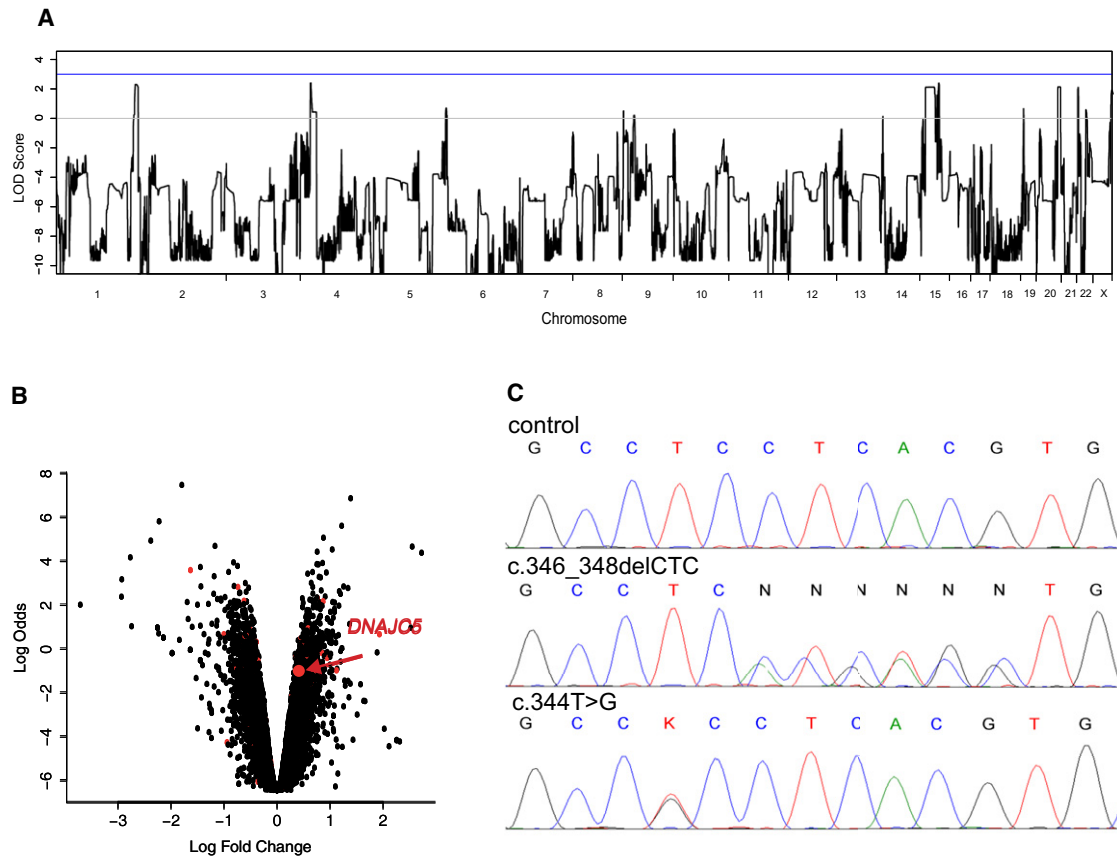 A
4
2
0
−2
−4
−6
−8
−10
LOD Score
1 2 3 4 5 6 7 8 9 10 11 12 13 14 15 16 17 18 19 20 21 22 X
Chromosome
B
8
6
4
2
0
−2
−4
−6
Log Odds
DNAJC5
−3 −2 −1 0 1 2
Log Fold Change
C
control
G C C T C C T C A C G T G
c.346_348delCTC
G C C T C N N N N N N T G
c.344T>G
G C C K C C T C A C G T G